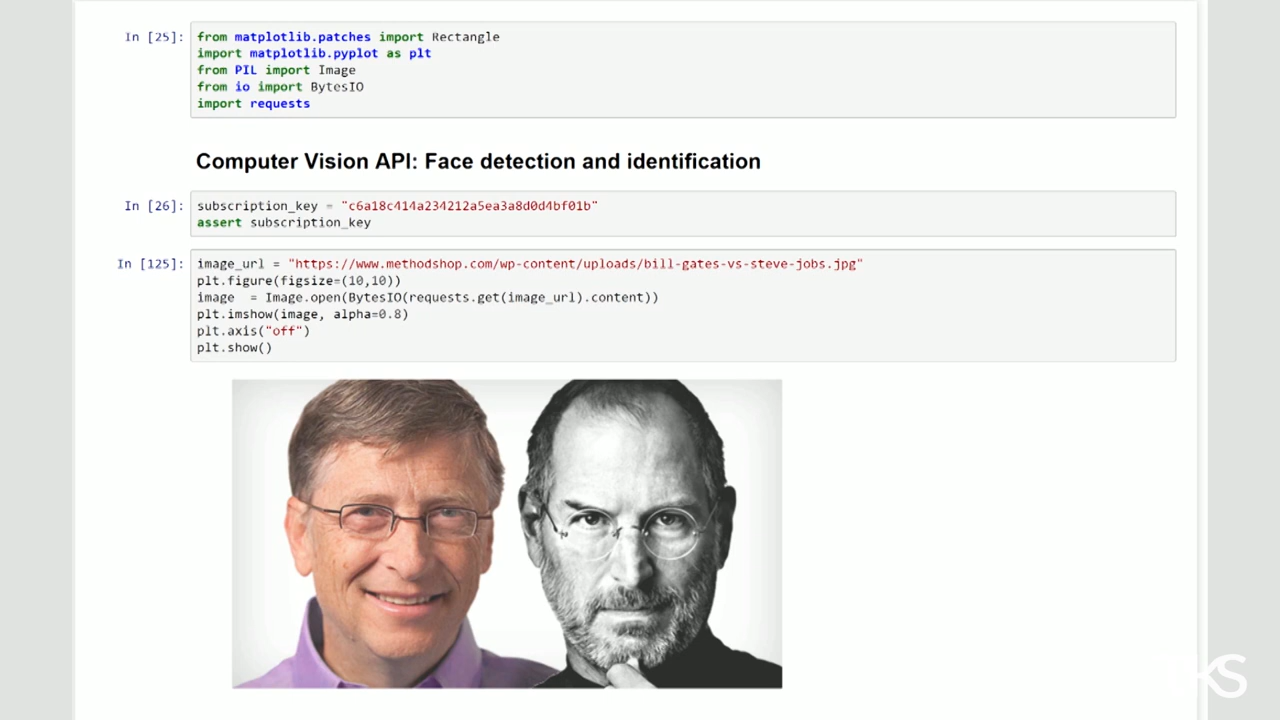 In [25]: from matplotlib.patches import Rectangle
import matplotlib.pyplot as plt
from PIL import Image
from io import BytesIO
import requests
Computer Vision API: Face detection and identification
In [26]: subscription_key = "c6a18c414a234212a5ea3a8d0d4bf01b"
assert subscription_key
In [125]: image_url = "https://www.methodshop.com/wp-content/uploads/bill-gates-vs-steve-jobs.jpg"
plt.figure(figsize=(10,10))
image  = Image.open(BytesIO(requests.get(image_url).content))
plt.imshow(image, alpha=0.8)
plt.axis("off")
plt.show()